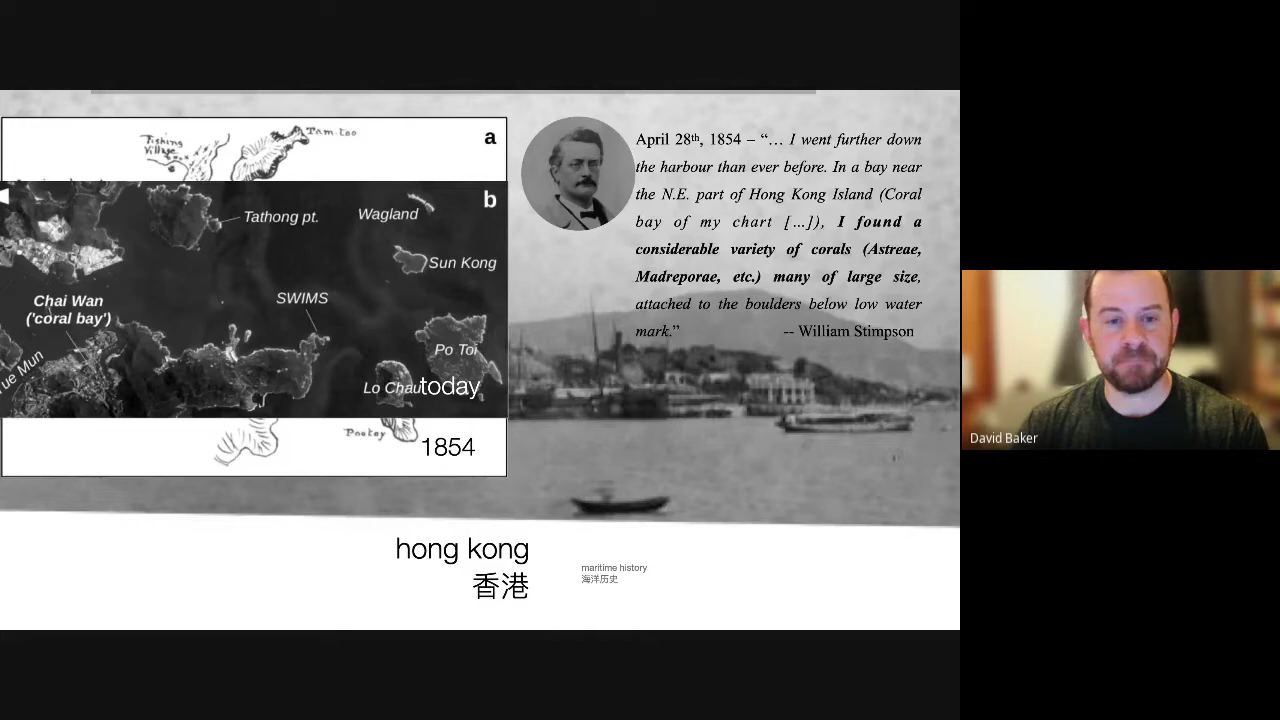 Tam-too
Fishing
Village
a
b
Tathong pt.
Wagland
Sun Kong
SWIMS
Chai Wan
('coral bay')
Po Toi
Lo Chau
today
Pootoy
1854
April 28th, 1854 – “… I went further down
the harbour than ever before. In a bay near
the N.E. part of Hong Kong Island (Coral
bay of my chart […]), I found a
considerable variety of corals (Astreae,
Madreporae, etc.) many of large size,
attached to the boulders below low water
mark.” -- William Stimpson
David Baker
hong kong
香港
maritime history
海洋历史